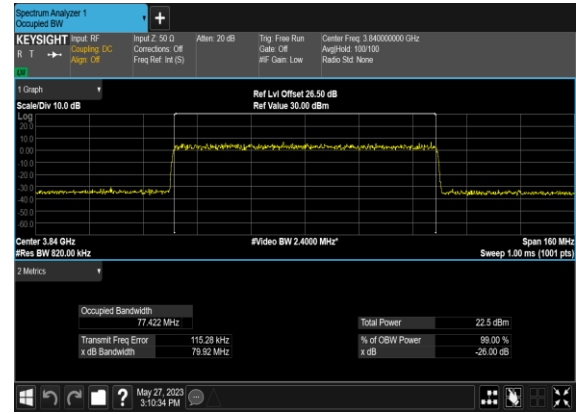 Spectrum Analyzer 1
Occupied BW
KEYSIGHT Input: RF Input Z: 50 Ω Atten: 20 dB Trig: Free Run Center Freq: 3.840000000 GHz
R T Coupling: DC Corrections: Off Gate: Off Avg|Hold: 100/100
Align: Off Freq Ref: Int (S) #IF Gain: Low Radio Std: None
LXI
1 Graph
Ref Lvl Offset 26.50 dB
Scale/Div 10.0 dB Ref Value 30.00 dBm
Log
20.0
10.0
0.00
-10.0
-20.0
-30.0
-40.0
-50.0
-60.0
Center 3.84 GHz #Video BW 2.4000 MHz* Span 160 MHz
#Res BW 820.00 kHz Sweep 1.00 ms (1001 pts)
2 Metrics
Occupied Bandwidth
77.422 MHz Total Power 22.5 dBm
Transmit Freq Error 115.28 kHz % of OBW Power 99.00 %
x dB Bandwidth 79.92 MHz x dB -26.00 dB
?
May 27, 2023
3:10:34 PM